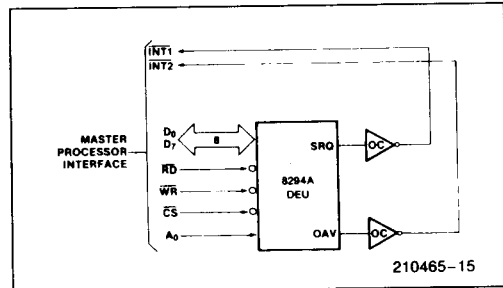 INT1
INT2
MASTER
PROCESSOR
INTERFACE
D0
D7
8
RD
WR
CS
A0
8294A
DEU
SRQ
OAV
OC
OC
210465-15